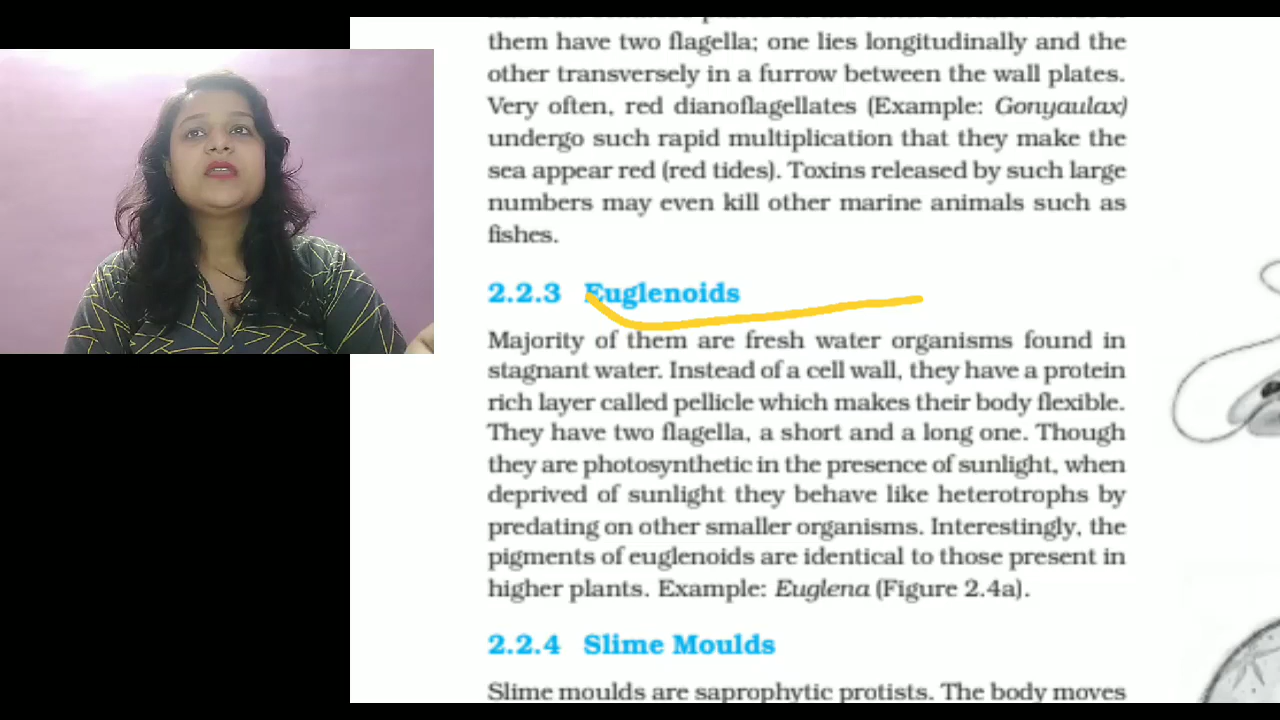 them have two flagella; one lies longitudinally and the
other transversely in a furrow between the wall plates.
Very often, red dianoflagellates (Example: Gonyaulax)
undergo such rapid multiplication that they make the
sea appear red (red tides). Toxins released by such large
numbers may even kill other marine animals such as
fishes.
2.2.3 Euglenoids
Majority of them are fresh water organisms found in
stagnant water. Instead of a cell wall, they have a protein
rich layer called pellicle which makes their body flexible.
They have two flagella, a short and a long one. Though
they are photosynthetic in the presence of sunlight, when
deprived of sunlight they behave like heterotrophs by
predating on other smaller organisms. Interestingly, the
pigments of euglenoids are identical to those present in
higher plants. Example: Euglena (Figure 2.4a).
2.2.4 Slime Moulds
Slime moulds are saprophytic protists. The body moves